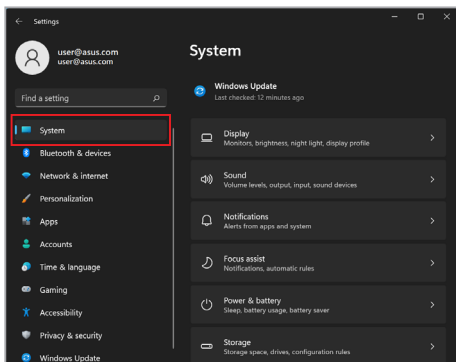 Settings
user@asus.com
user@asus.com
Find a setting
System
Bluetooth & devices
Network & internet
Personalization
Apps
Accounts
Time & language
Gaming
Accessibility
Privacy & security
Windows Update
System
Windows Update
Last checked: 12 minutes ago
Display
Monitors, brightness, night light, display profile
Sound
Volume levels, output, input, sound devices
Notifications
Alerts from apps and system
Focus assist
Notifications, automatic rules
Power & battery
Sleep, battery usage, battery saver
Storage
Storage space, drives, configuration rules